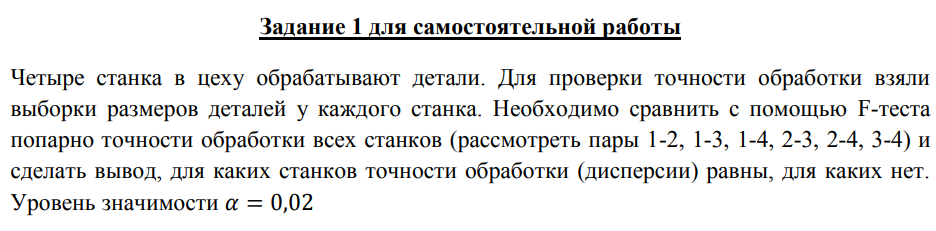 Задание 1 для самостоятельной работы
Четыре станка в цеху обрабатывают детали. Для проверки точности обработки взяли
выборки размеров деталей у каждого станка. Необходимо сравнить с помощью F-теста
попарно точности обработки всех станков (рассмотреть пары 1-2, 1-3, 1-4, 2-3, 2-4, 3-4) и
сделать вывод, для каких станков точности обработки (дисперсии) равны, для каких нет.
Уровень значимости 𝛼 = 0,02